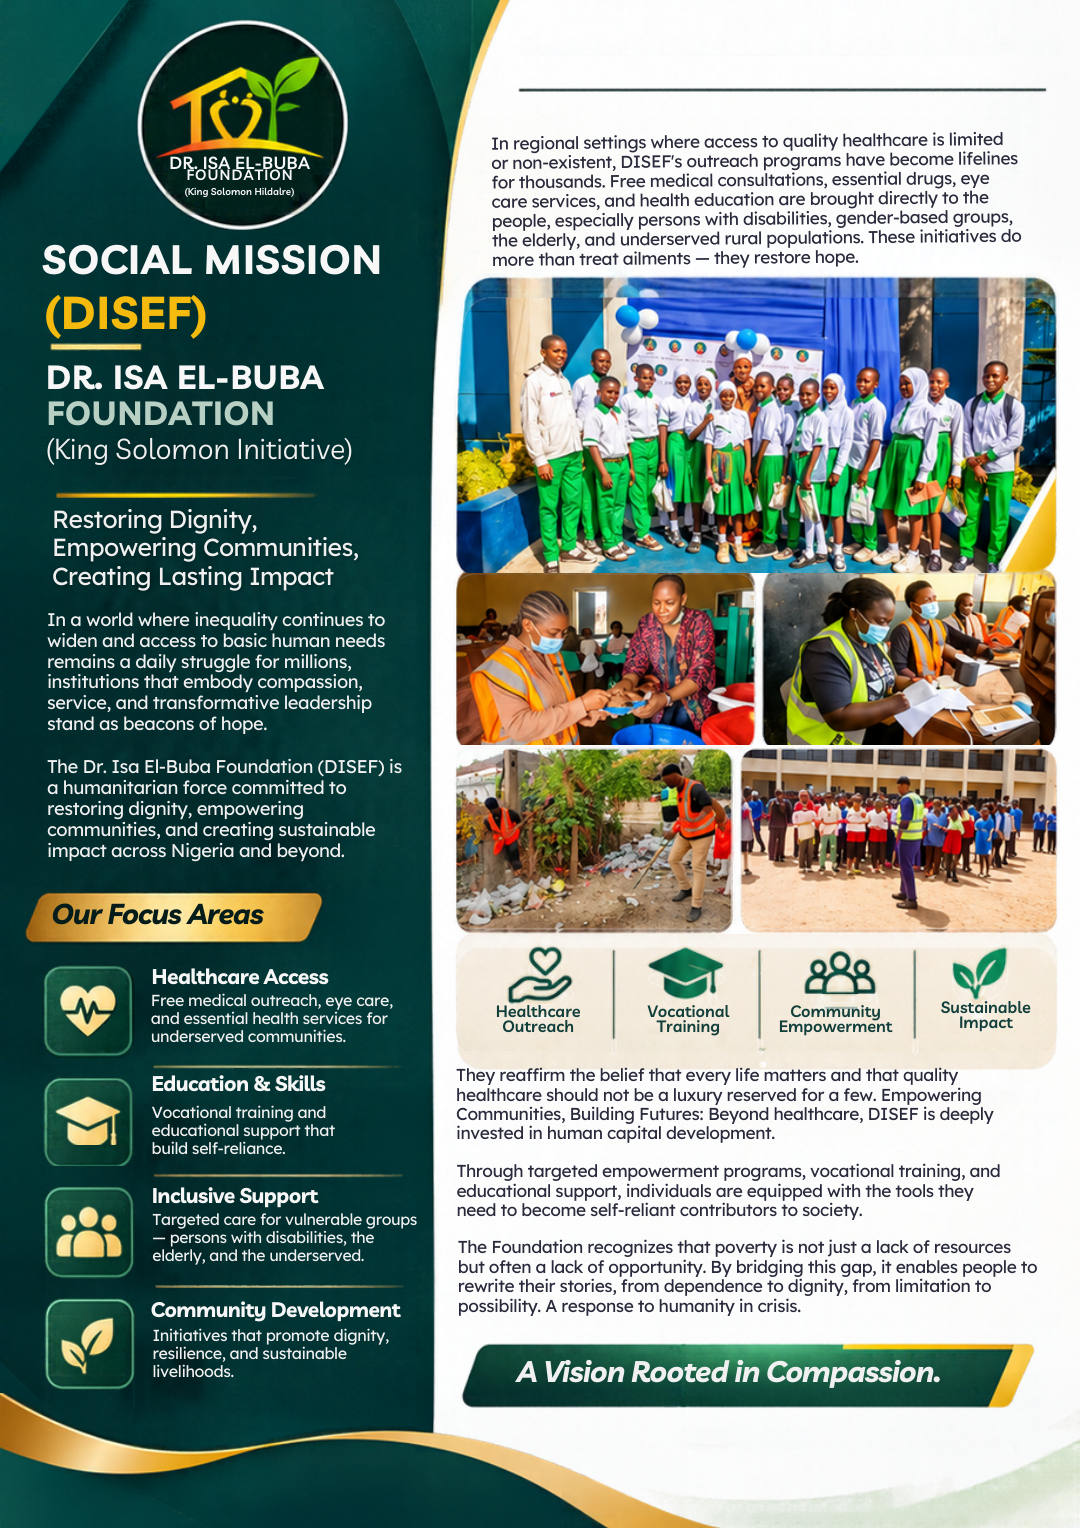 DR. ISA EL-BUBA
FOUNDATION
(King Solomon Hildalre)
SOCIAL MISSION
(DISEF)
DR. ISA EL-BUBA
FOUNDATION
(King Solomon Initiative)
Restoring Dignity,
Empowering Communities,
Creating Lasting Impact
In a world where inequality continues to
widen and access to basic human needs
remains a daily struggle for millions,
institutions that embody compassion,
service, and transformative leadership
stand as beacons of hope.
The Dr. Isa El-Buba Foundation (DISEF) is
a humanitarian force committed to
restoring dignity, empowering
communities, and creating sustainable
impact across Nigeria and beyond.
Our Focus Areas
Healthcare Access
Free medical outreach, eye care,
and essential health services for
underserved communities.
Education & Skills
Vocational training and
educational support that
build self-reliance.
Inclusive Support
Targeted care for vulnerable groups
— persons with disabilities, the
elderly, and the underserved.
Community Development
Initiatives that promote dignity,
resilience, and sustainable
livelihoods.
In regional settings where access to quality healthcare is limited
or non-existent, DISEF's outreach programs have become lifelines
for thousands. Free medical consultations, essential drugs, eye
care services, and health education are brought directly to the
people, especially persons with disabilities, gender-based groups,
the elderly, and underserved rural populations. These initiatives do
more than treat ailments — they restore hope.
Healthcare
Outreach
Vocational
Training
Community
Empowerment
Sustainable
Impact
They reaffirm the belief that every life matters and that quality
healthcare should not be a luxury reserved for a few. Empowering
Communities, Building Futures: Beyond healthcare, DISEF is deeply
invested in human capital development.
Through targeted empowerment programs, vocational training, and
educational support, individuals are equipped with the tools they
need to become self-reliant contributors to society.
The Foundation recognizes that poverty is not just a lack of resources
but often a lack of opportunity. By bridging this gap, it enables people to
rewrite their stories, from dependence to dignity, from limitation to
possibility. A response to humanity in crisis.
A Vision Rooted in Compassion.